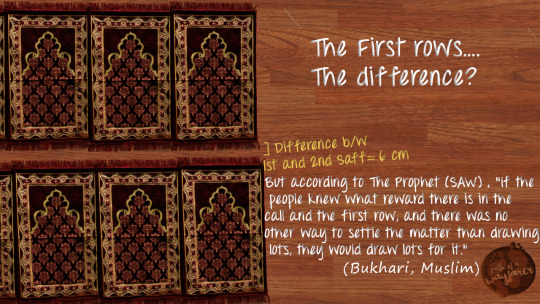 The First rows....
The difference?
] Difference b/w
1st and 2nd Saff= 6 cm
But according to The Prophet (SAW) , "If the
people knew what reward there is in the
call and the first row, and there was no
other way to settle the matter than drawing
lots, they would draw lots for it."
(Bukhari, Muslim)